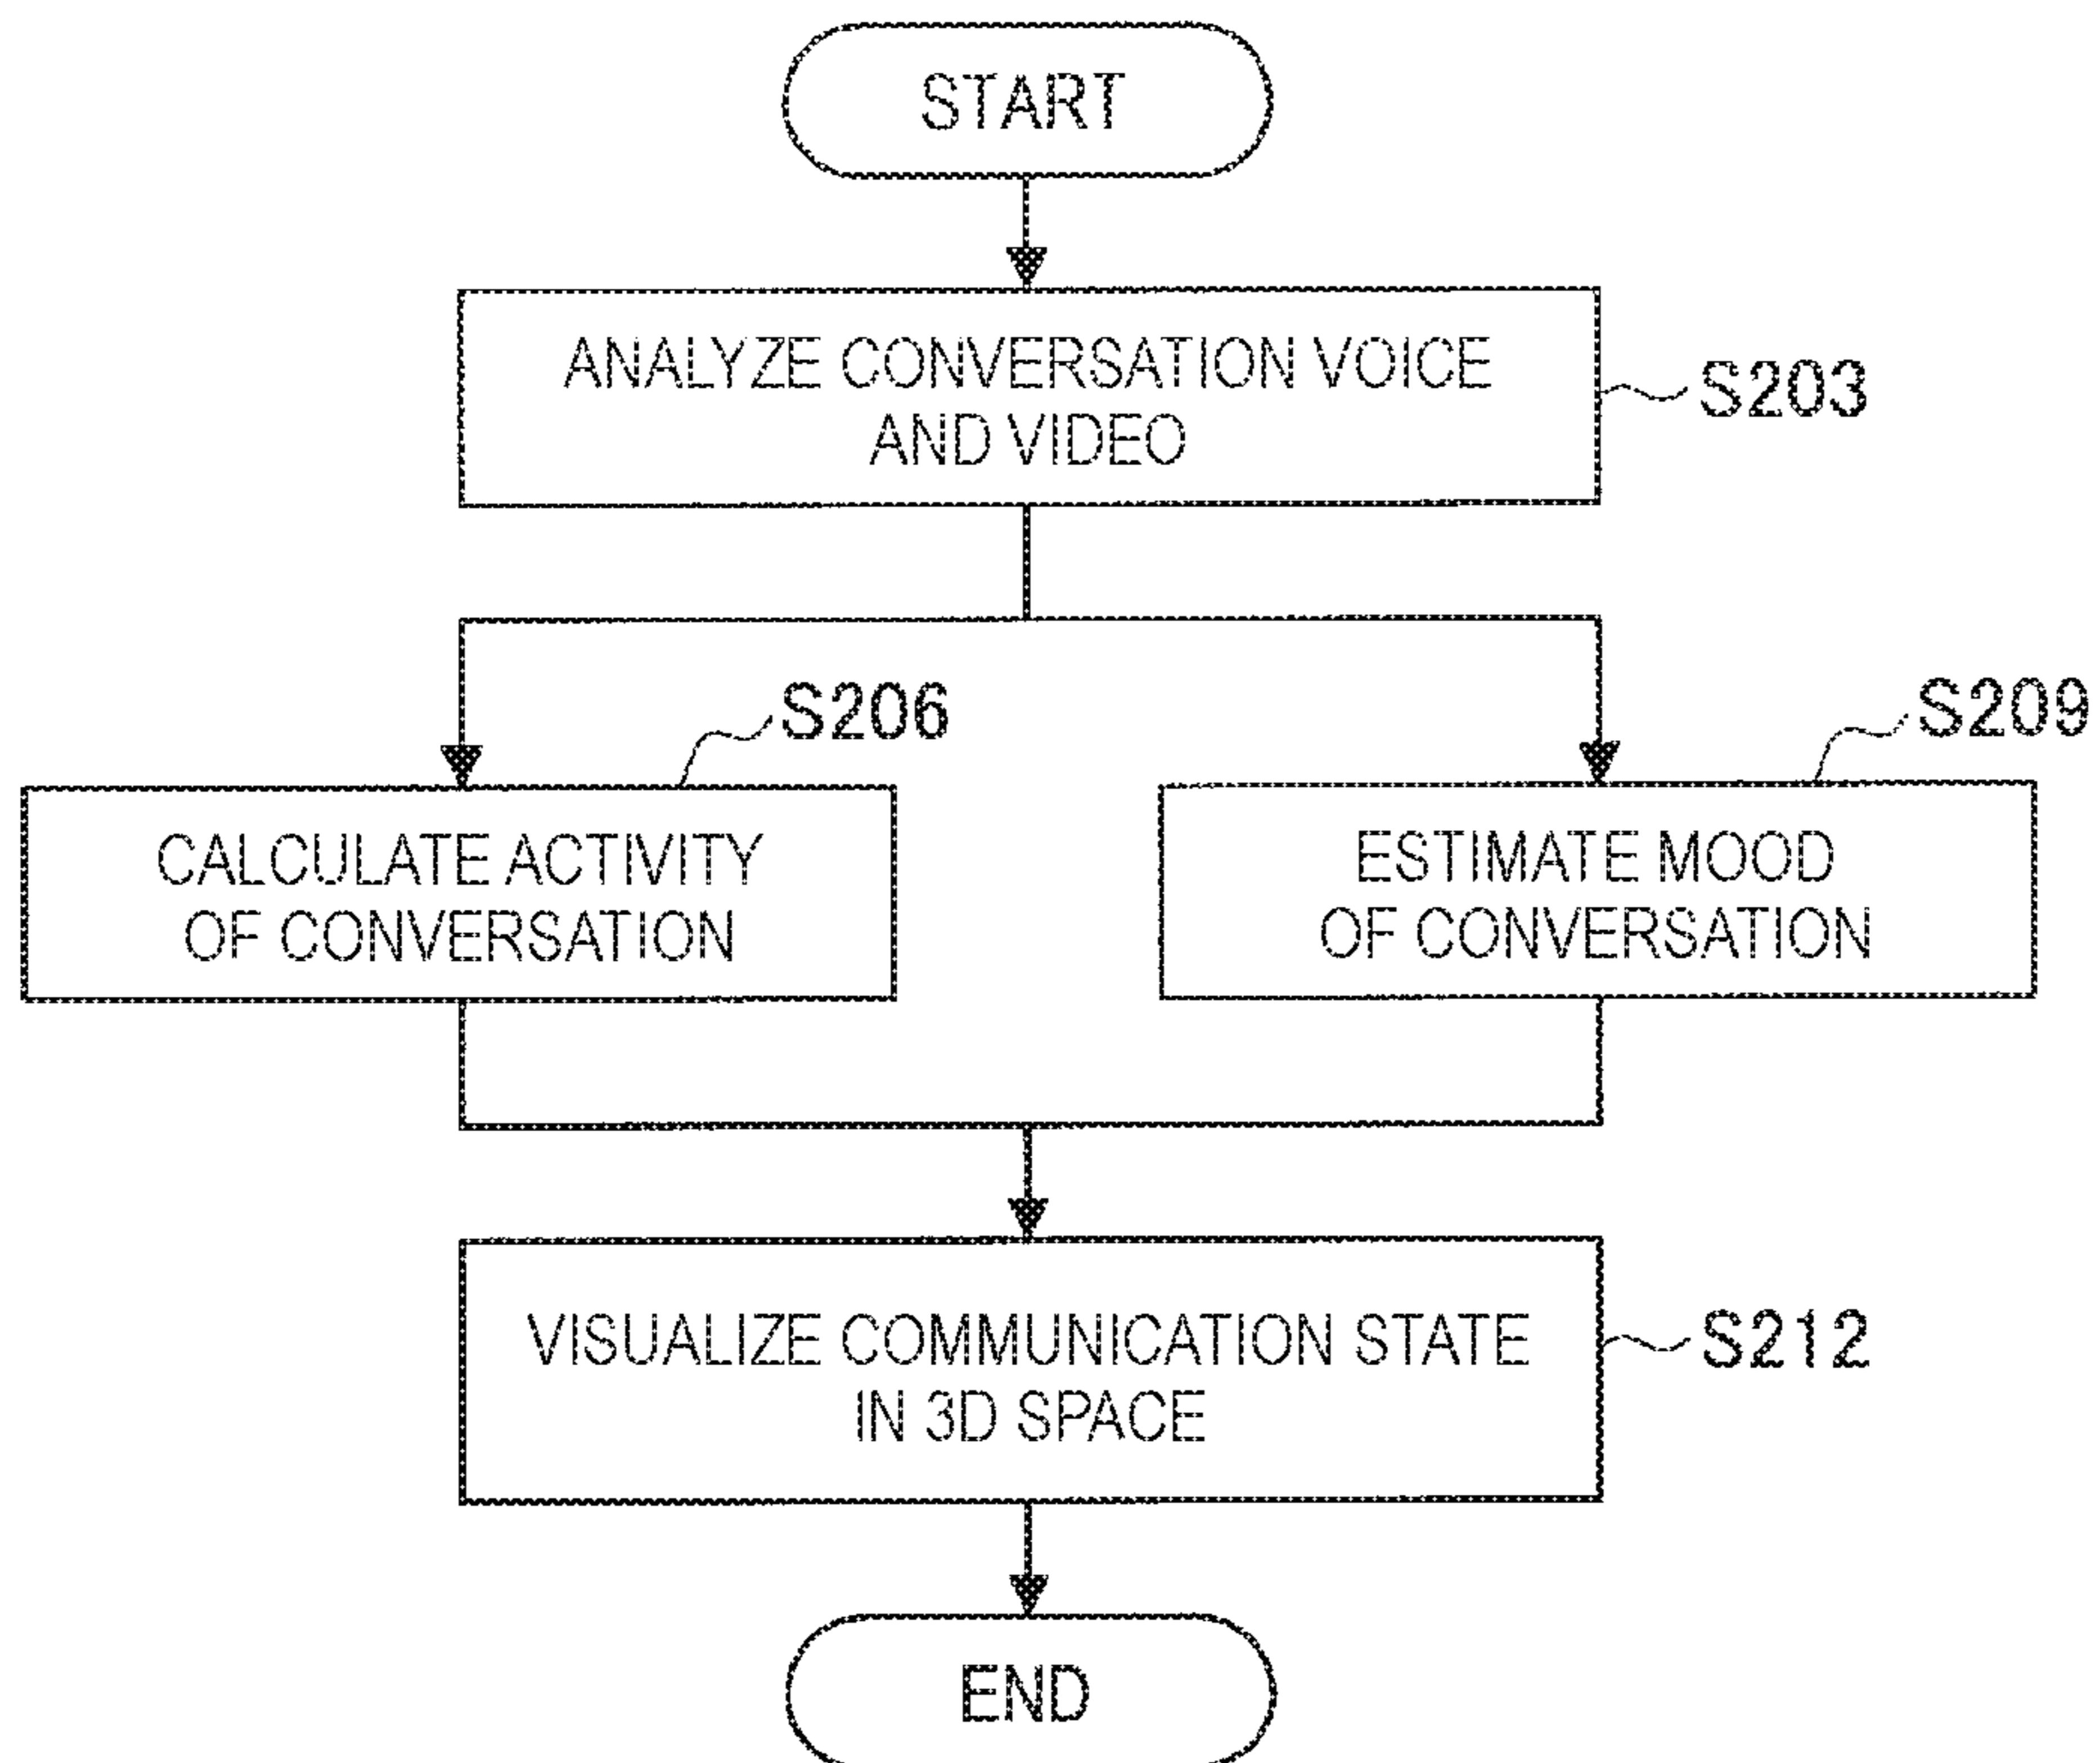 START
ANALYZE CONVERSATION VOICE
AND VIDEO
S203
S206
S209
CALCULATE ACTIVITY
OF CONVERSATION
ESTIMATE MOOD
OF CONVERSATION
VISUALIZE COMMUNICATION STATE
IN 3D SPACE
S212
END